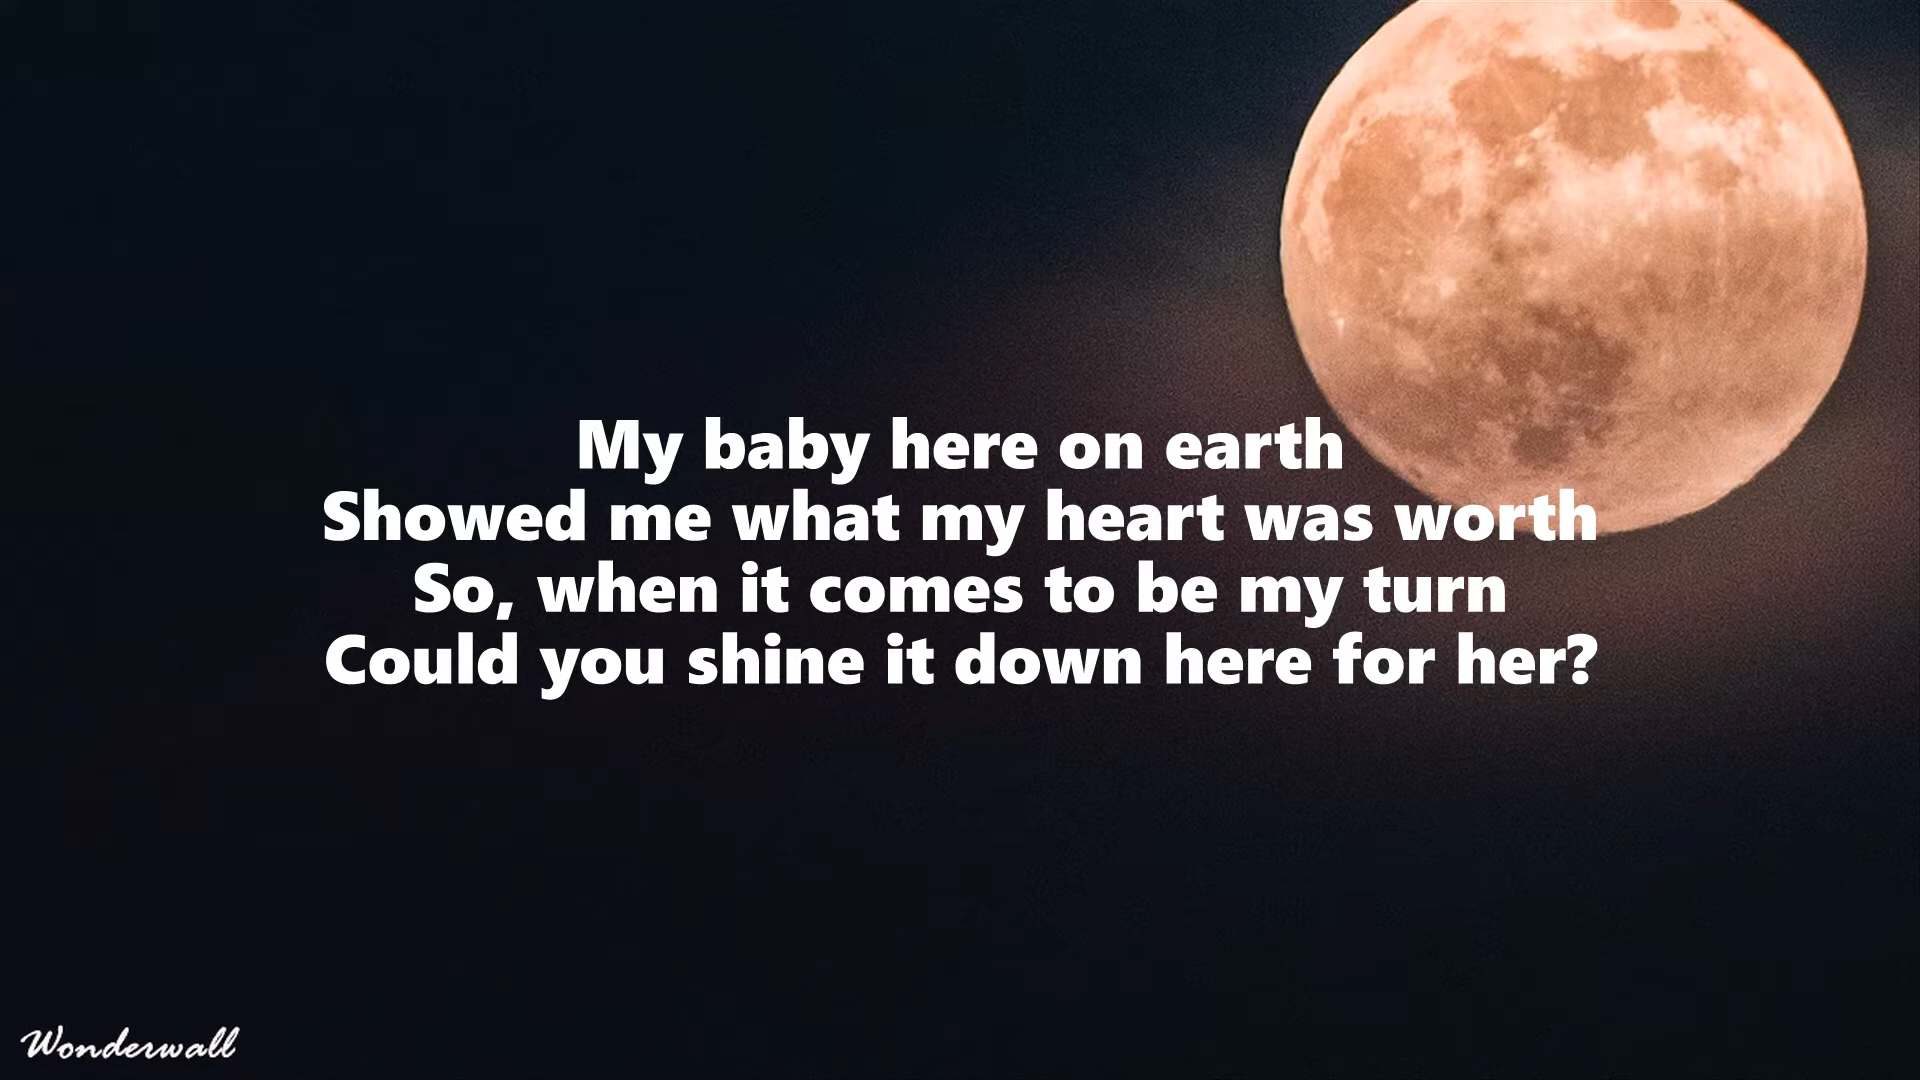 My baby here on earth
Showed me what my heart was worth
So, when it comes to be my turn
Could you shine it down here for her?
Wonderwall